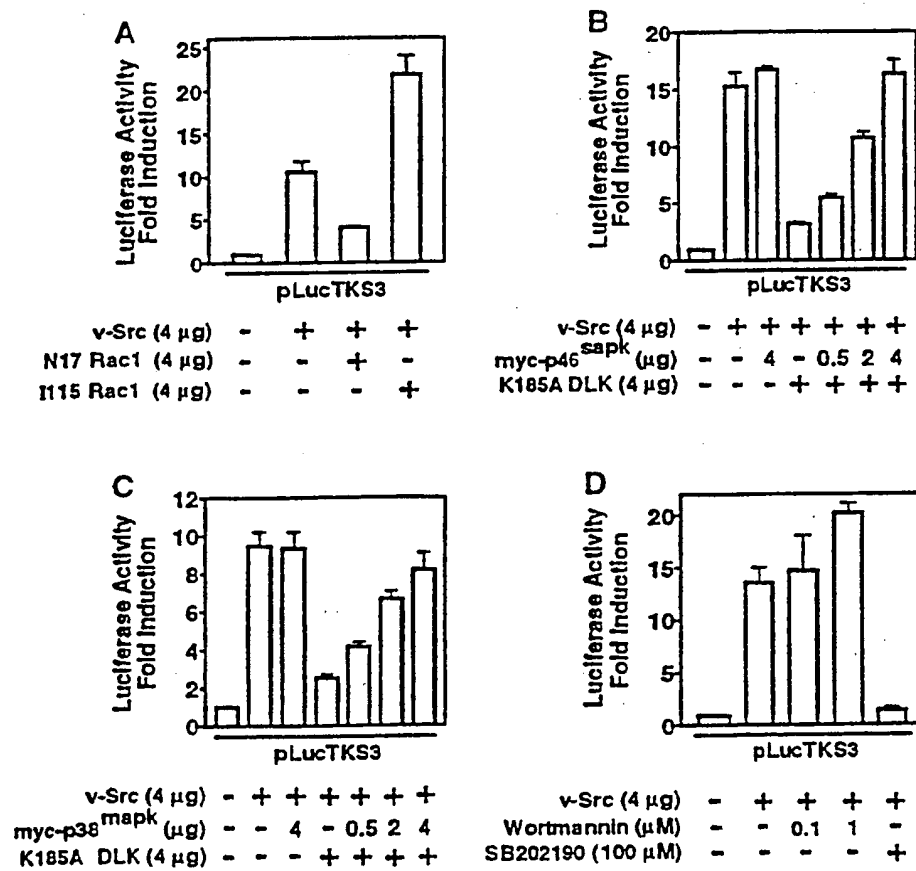 A
Luciferase Activity
Fold Induction
25
20
15
10
5
0
pLucTKS3
v-Src (4 μg) - + + +
N17 Rac1 (4 μg) - - + -
I115 Rac1 (4 μg) - - - +
B
Luciferase Activity
Fold Induction
20
15
10
5
0
pLucTKS3
v-Src (4 μg) - + + + + + +
myc-p46sapk (μg) - - 4 - 0.5 2 4
K185A DLK (4 μg) - - - + + + +
C
Luciferase Activity
Fold Induction
12
10
8
6
4
2
0
pLucTKS3
v-Src (4 μg) - + + + + + +
myc-p38mapk (μg) - - 4 - 0.5 2 4
K185A DLK (4 μg) - - - + + + +
D
Luciferase Activity
Fold Induction
20
15
10
5
0
pLucTKS3
v-Src (4 μg) - + + + +
Wortmannin (μM) - - 0.1 1 -
SB202190 (100 μM) - - - - +